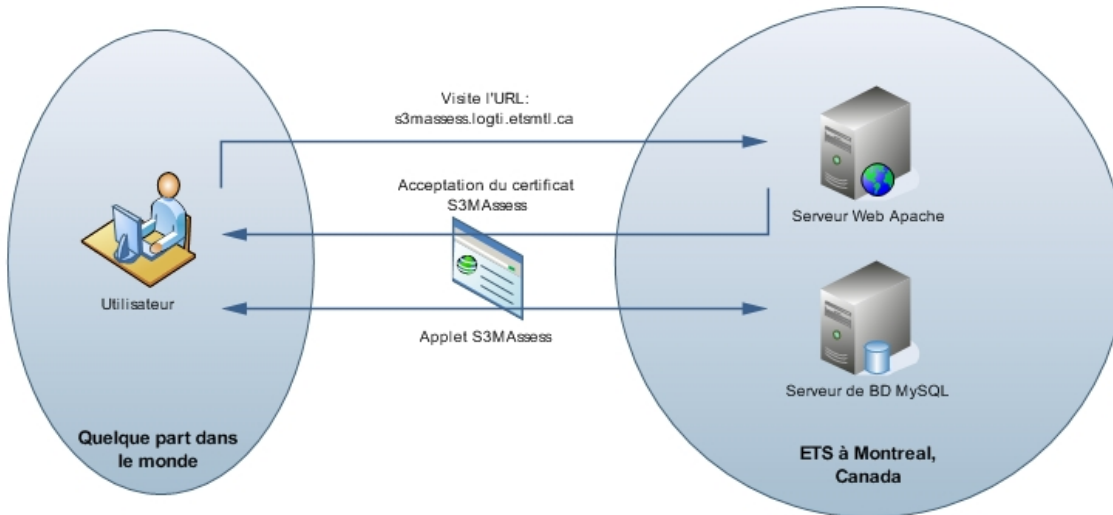 Visite l'URL:
s3massess.logti.etsmtl.ca
Acceptation du certificat
S3MAssess
Serveur Web Apache
Utilisateur
Applet S3MAssess
Serveur de BD MySQL
Quelque part dans
le monde
ETS à Montreal,
Canada